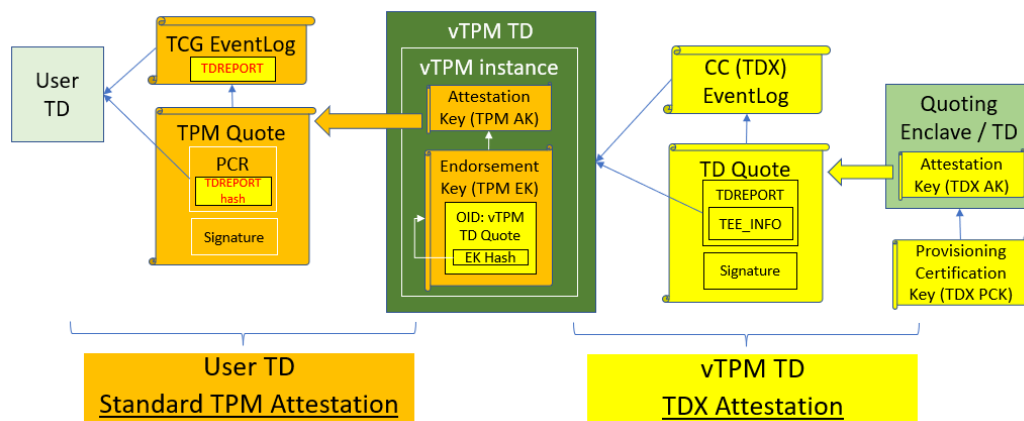 User
TD
TCG EventLog
TDREPORT
TPM Quote
PCR
TDREPORT
hash
Signature
vTPM TD
vTPM instance
Attestation
Key (TPM AK)
Endorsement
Key (TPM EK)
OID: vTPM
TD Quote
EK Hash
CC (TDX)
EventLog
TD Quote
TDREPORT
TEE_INFO
Signature
Quoting
Enclave / TD
Attestation
Key (TDX AK)
Provisioning
Certification
Key (TDX PCK)
User TD
Standard TPM Attestation
vTPM TD
TDX Attestation